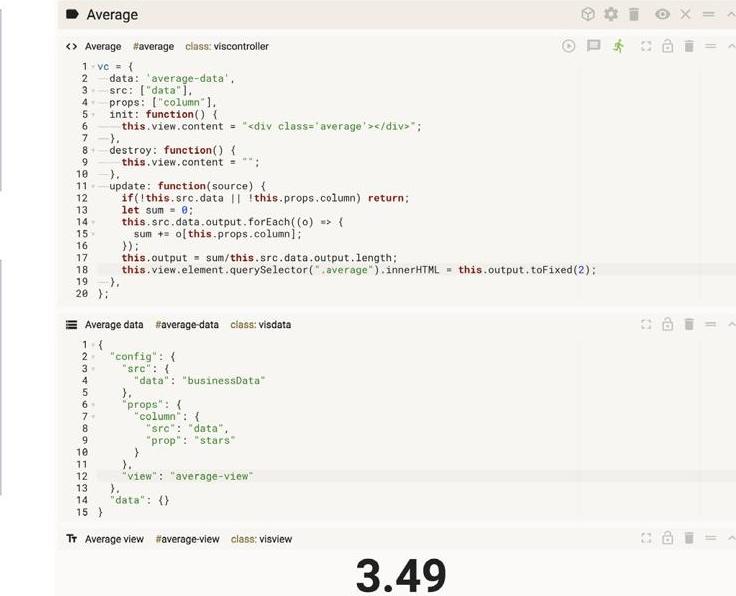 Average
<> Average #average class: viscontroller
1 vc = {
2 data: 'average-data',
3 src: ["data"],
4 props: ["column"],
5 init: function() {
6 this.view.content = "<div class='average'></div>";
7 },
8 destroy: function() {
9 this.view.content = "";
10 },
11 update: function(source) {
12 if(!this.src.data || !this.props.column) return;
13 let sum = 0;
14 this.src.data.output.forEach((o) => {
15 sum += o[this.props.column];
16 });
17 this.output = sum/this.src.data.output.length;
18 this.view.element.querySelector(".average").innerHTML = this.output.toFixed(2);
19 },
20 };
Average data #average-data class: visdata
1 {
2 "config": {
3 "src": {
4 "data": "businessData"
5 },
6 "props": {
7 "column": {
8 "src": "data",
9 "prop": "stars"
10 }
11 },
12 "view": "average-view"
13 },
14 "data": {}
15 }
Tт Average view #average-view class: visview
3.49